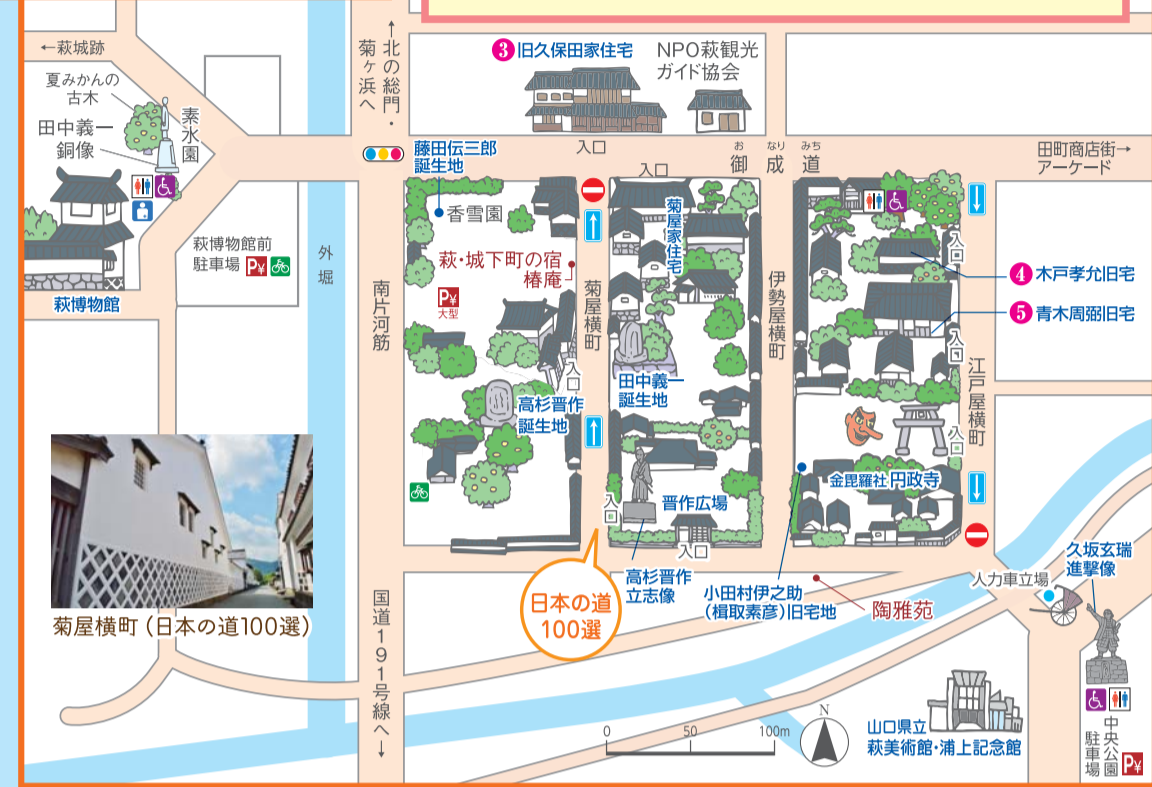 ←萩城跡
夏みかんの
古木
田中義一
銅像
素水園
萩博物館
萩博物館前
駐車場
P¥
外堀
←北の総門・
菊ヶ浜へ
南片河筋
国道191号線へ→
藤田伝三郎
誕生地
香雪園
萩・城下町の宿
椿庵
P¥
大型
高杉晋作
誕生地
入口
3 旧久保田家住宅
NPO萩観光
ガイド協会
入口
入口
お なり みち
御成道
田町商店街→
アーケード
菊屋家住宅
菊屋横町
田中義一
誕生地
晋作広場
入口
入口
高杉晋作
立志像
伊勢屋横町
入口
4 木戸孝允旧宅
5 青木周弼旧宅
入口
江戸屋横町
入口
金毘羅社 円政寺
小田村伊之助
(楫取素彦)旧宅地
陶雅苑
人力車立場
久坂玄瑞
進撃像
日本の道
100選
菊屋横町(日本の道100選)
0 50 100m
N
山口県立
萩美術館・浦上記念館
中央公園
駐車場
P¥